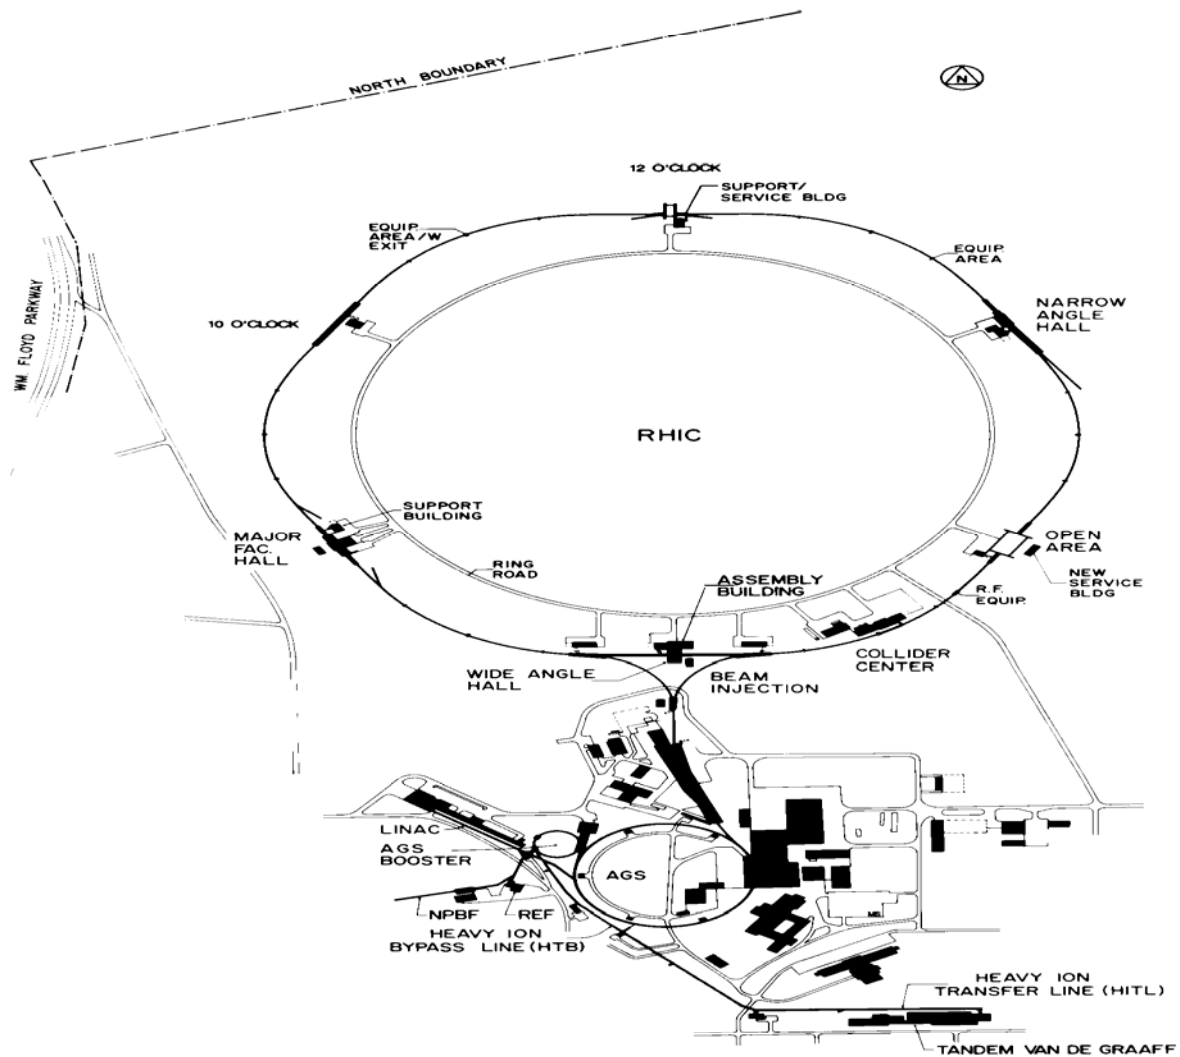 NORTH BOUNDARY
N
12 O'CLOCK
SUPPORT/
SERVICE BLDG
EQUIP.
AREA/W
EXIT
EQUIP.
AREA
WM. FLOYD PARKWAY
10 O'CLOCK
NARROW
ANGLE
HALL
RHIC
SUPPORT
BUILDING
MAJOR
FAC.
HALL
OPEN
AREA
RING
ROAD
ASSEMBLY
BUILDING
NEW
SERVICE
BLDG
R.F.
EQUIP.
COLLIDER
CENTER
WIDE ANGLE
HALL
BEAM
INJECTION
LINAC
AGS
BOOSTER
AGS
NPBF
REF
HEAVY ION
BYPASS LINE (HTB)
HEAVY ION
TRANSFER LINE (HITL)
TANDEM VAN DE GRAAFF